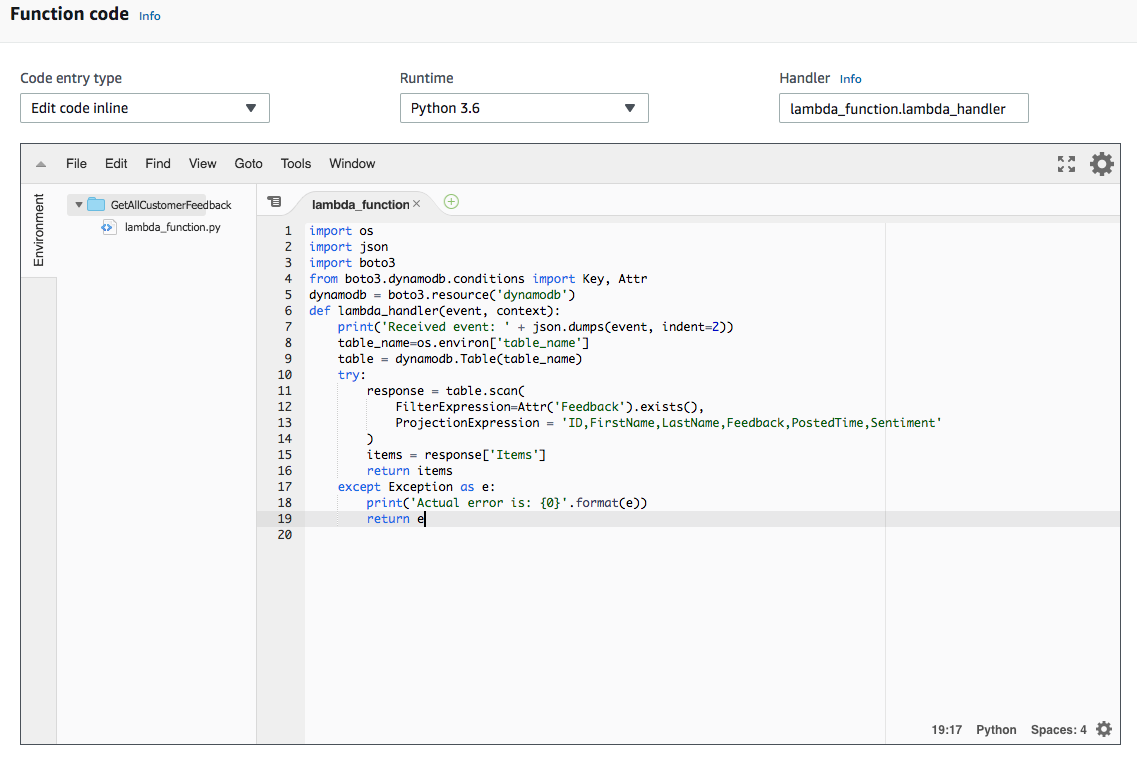 Function code Info
Code entry type
Runtime
Handler Info
Edit code inline
Python 3.6
lambda_function.lambda_handler
File Edit Find View Goto Tools Window
Environment
GetAllCustomerFeedback
lambda_function.py
lambda_function ×
1 import os
2 import json
3 import boto3
4 from boto3.dynamodb.conditions import Key, Attr
5 dynamodb = boto3.resource('dynamodb')
6 def lambda_handler(event, context):
7     print('Received event: ' + json.dumps(event, indent=2))
8     table_name=os.environ['table_name']
9     table = dynamodb.Table(table_name)
10     try:
11         response = table.scan(
12             FilterExpression=Attr('Feedback').exists(),
13             ProjectionExpression = 'ID,FirstName,LastName,Feedback,PostedTime,Sentiment'
14         )
15         items = response['Items']
16         return items
17     except Exception as e:
18         print('Actual error is: {0}'.format(e))
19         return e
20
19:17 Python Spaces: 4